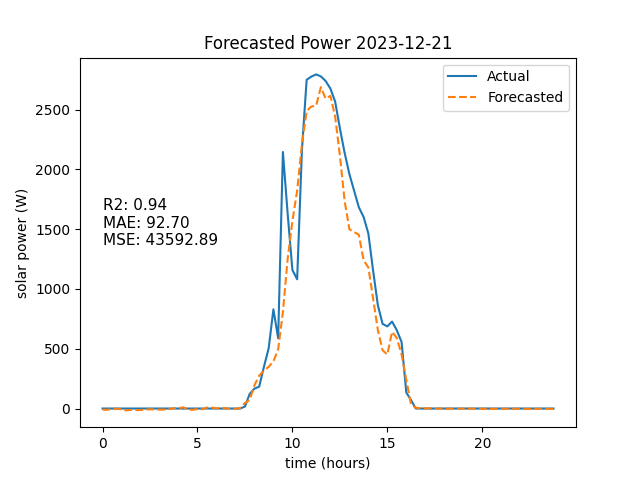 Forecasted Power 2023-12-21
Actual
Forecasted
R2: 0.94
MAE: 92.70
MSE: 43592.89
solar power (W)
2500
2000
1500
1000
500
0
0 5 10 15 20
time (hours)